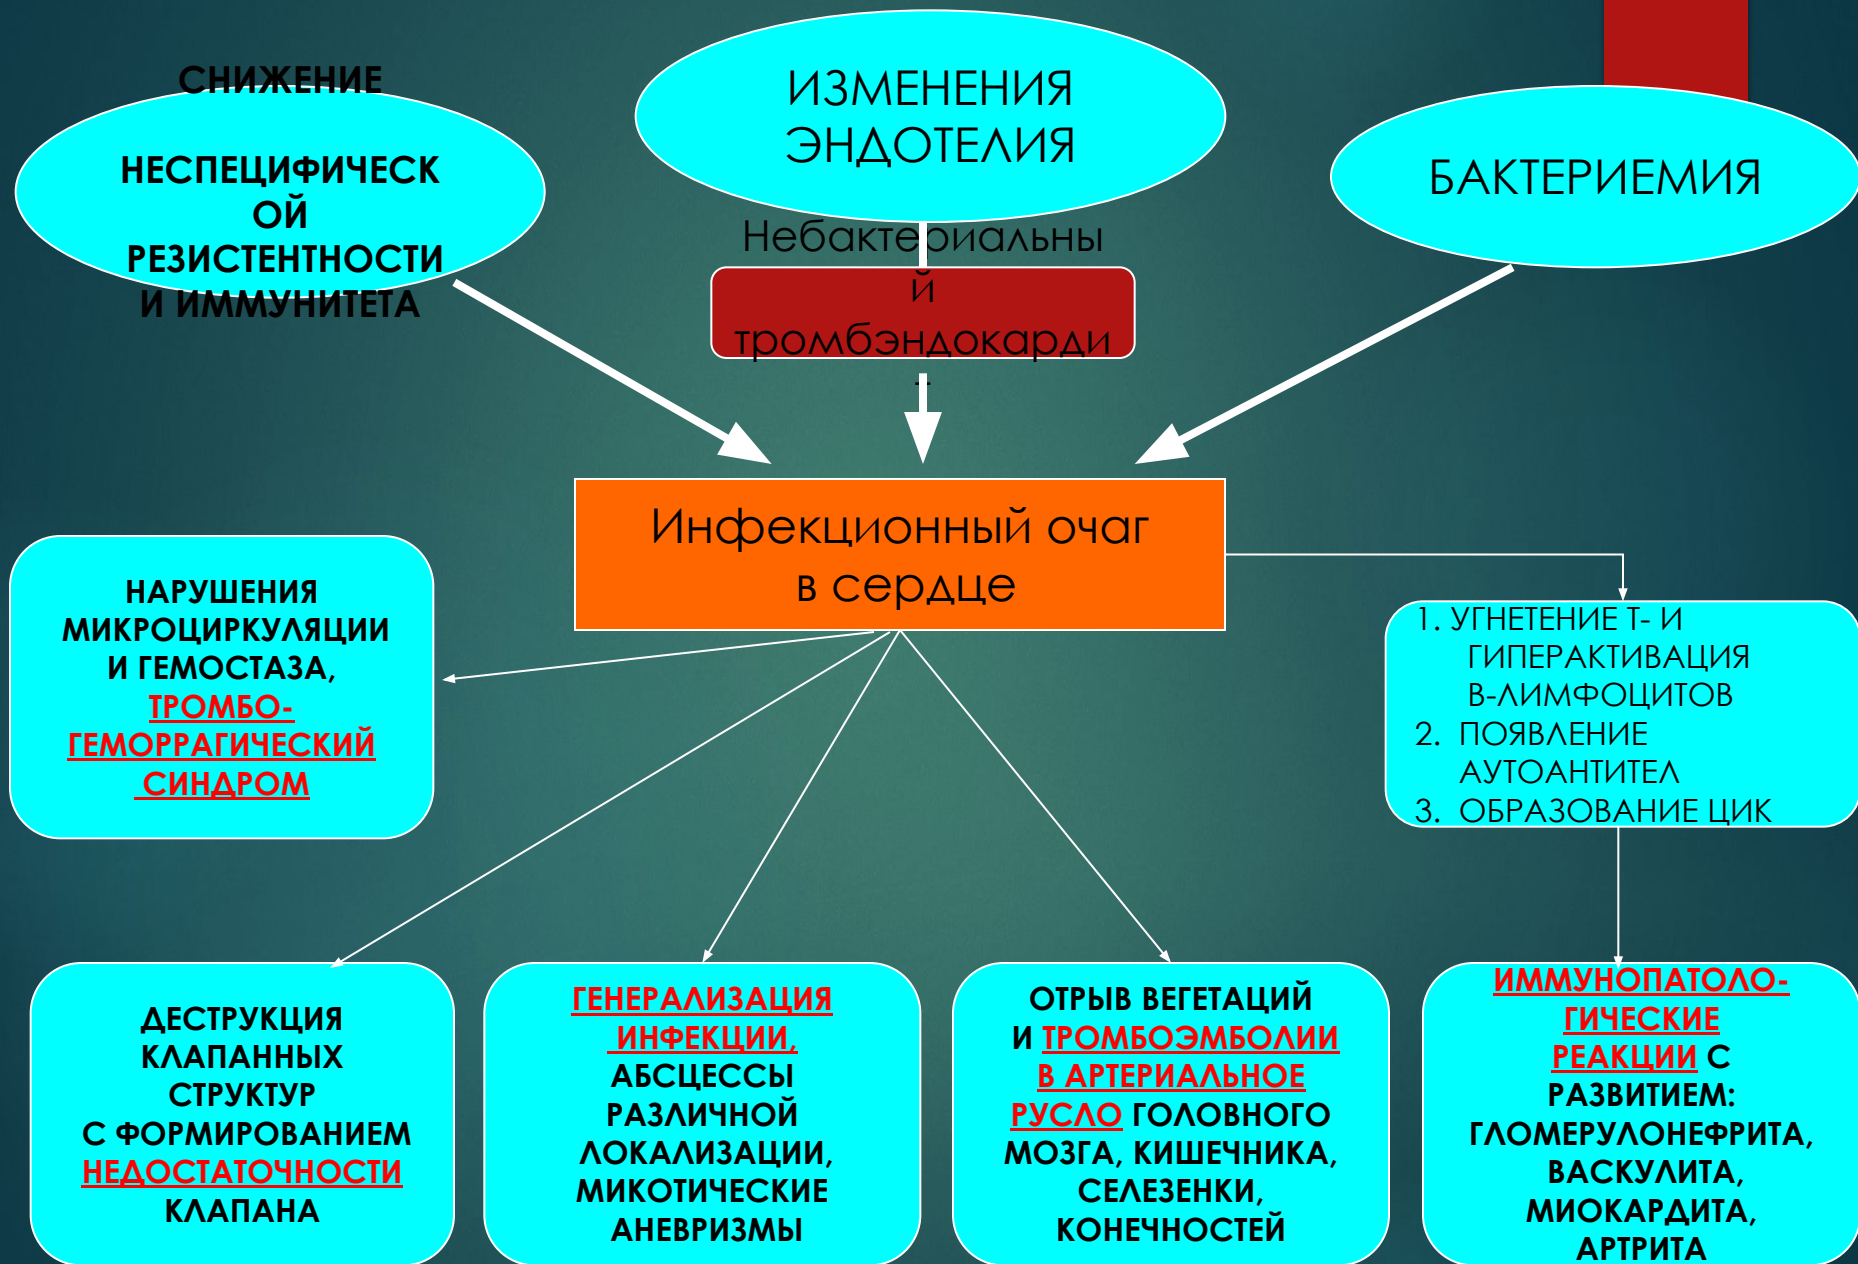 СНИЖЕНИЕ
НЕСПЕЦИФИЧЕСК
ОЙ
РЕЗИСТЕНТНОСТИ
И ИММУНИТЕТА
ИЗМЕНЕНИЯ
ЭНДОТЕЛИЯ
БАКТЕРИЕМИЯ
Небактериальны
й
тромбэндокарди
т
Инфекционный очаг
в сердце
НАРУШЕНИЯ
МИКРОЦИРКУЛЯЦИИ
И ГЕМОСТАЗА,
ТРОМБО-
ГЕМОРРАГИЧЕСКИЙ
СИНДРОМ
1. УГНЕТЕНИЕ Т- И
ГИПЕРАКТИВАЦИЯ
В-ЛИМФОЦИТОВ
2. ПОЯВЛЕНИЕ
АУТОАНТИТЕЛ
3. ОБРАЗОВАНИЕ ЦИК
ДЕСТРУКЦИЯ
КЛАПАННЫХ
СТРУКТУР
С ФОРМИРОВАНИЕМ
НЕДОСТАТОЧНОСТИ
КЛАПАНА
ГЕНЕРАЛИЗАЦИЯ
ИНФЕКЦИИ,
АБСЦЕССЫ
РАЗЛИЧНОЙ
ЛОКАЛИЗАЦИИ,
МИКОТИЧЕСКИЕ
АНЕВРИЗМЫ
ОТРЫВ ВЕГЕТАЦИЙ
И ТРОМБОЭМБОЛИИ
В АРТЕРИАЛЬНОЕ
РУСЛО ГОЛОВНОГО
МОЗГА, КИШЕЧНИКА,
СЕЛЕЗЕНКИ,
КОНЕЧНОСТЕЙ
ИММУНОПАТОЛО-
ГИЧЕСКИЕ
РЕАКЦИИ С
РАЗВИТИЕМ:
ГЛОМЕРУЛОНЕФРИТА,
ВАСКУЛИТА,
МИОКАРДИТА,
АРТРИТА